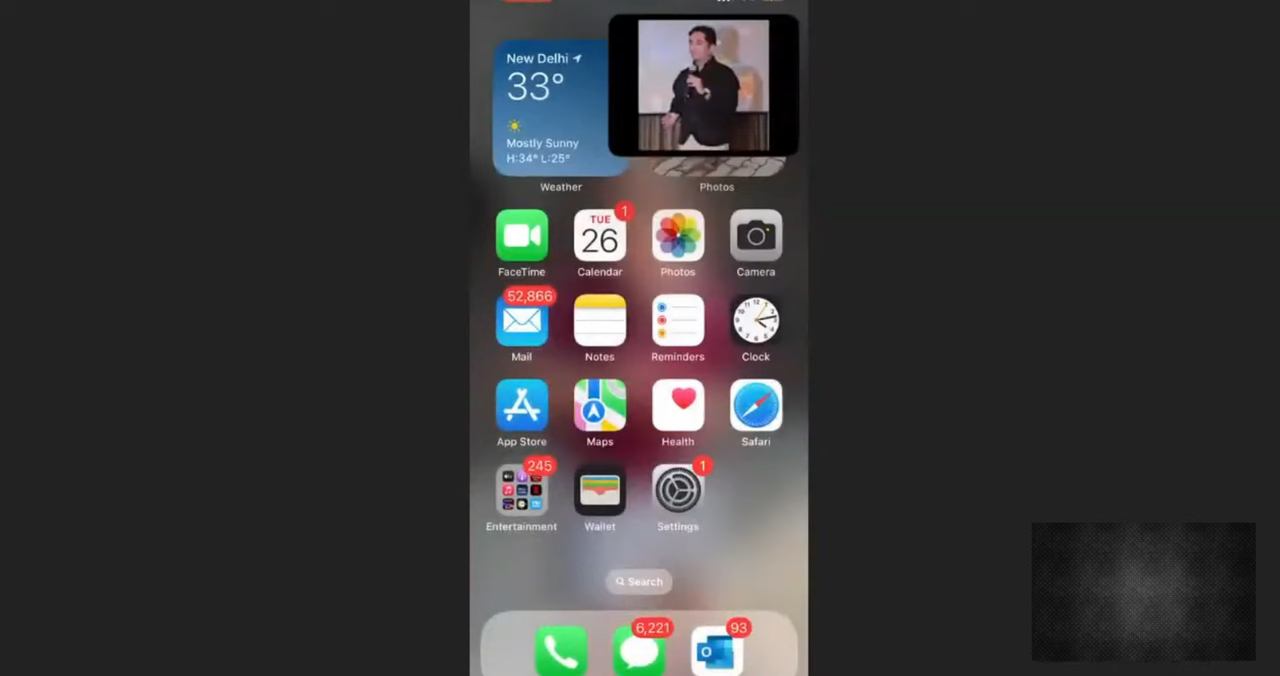 New Delhi
33°
Mostly Sunny
H:34° L:25°
Weather
Photos
1
TUE
26
FaceTime
Calendar
Photos
Camera
52,866
Mail
Notes
Reminders
Clock
App Store
Maps
Health
Safari
245
1
Entertainment
Wallet
Settings
Search
6,221
93
O